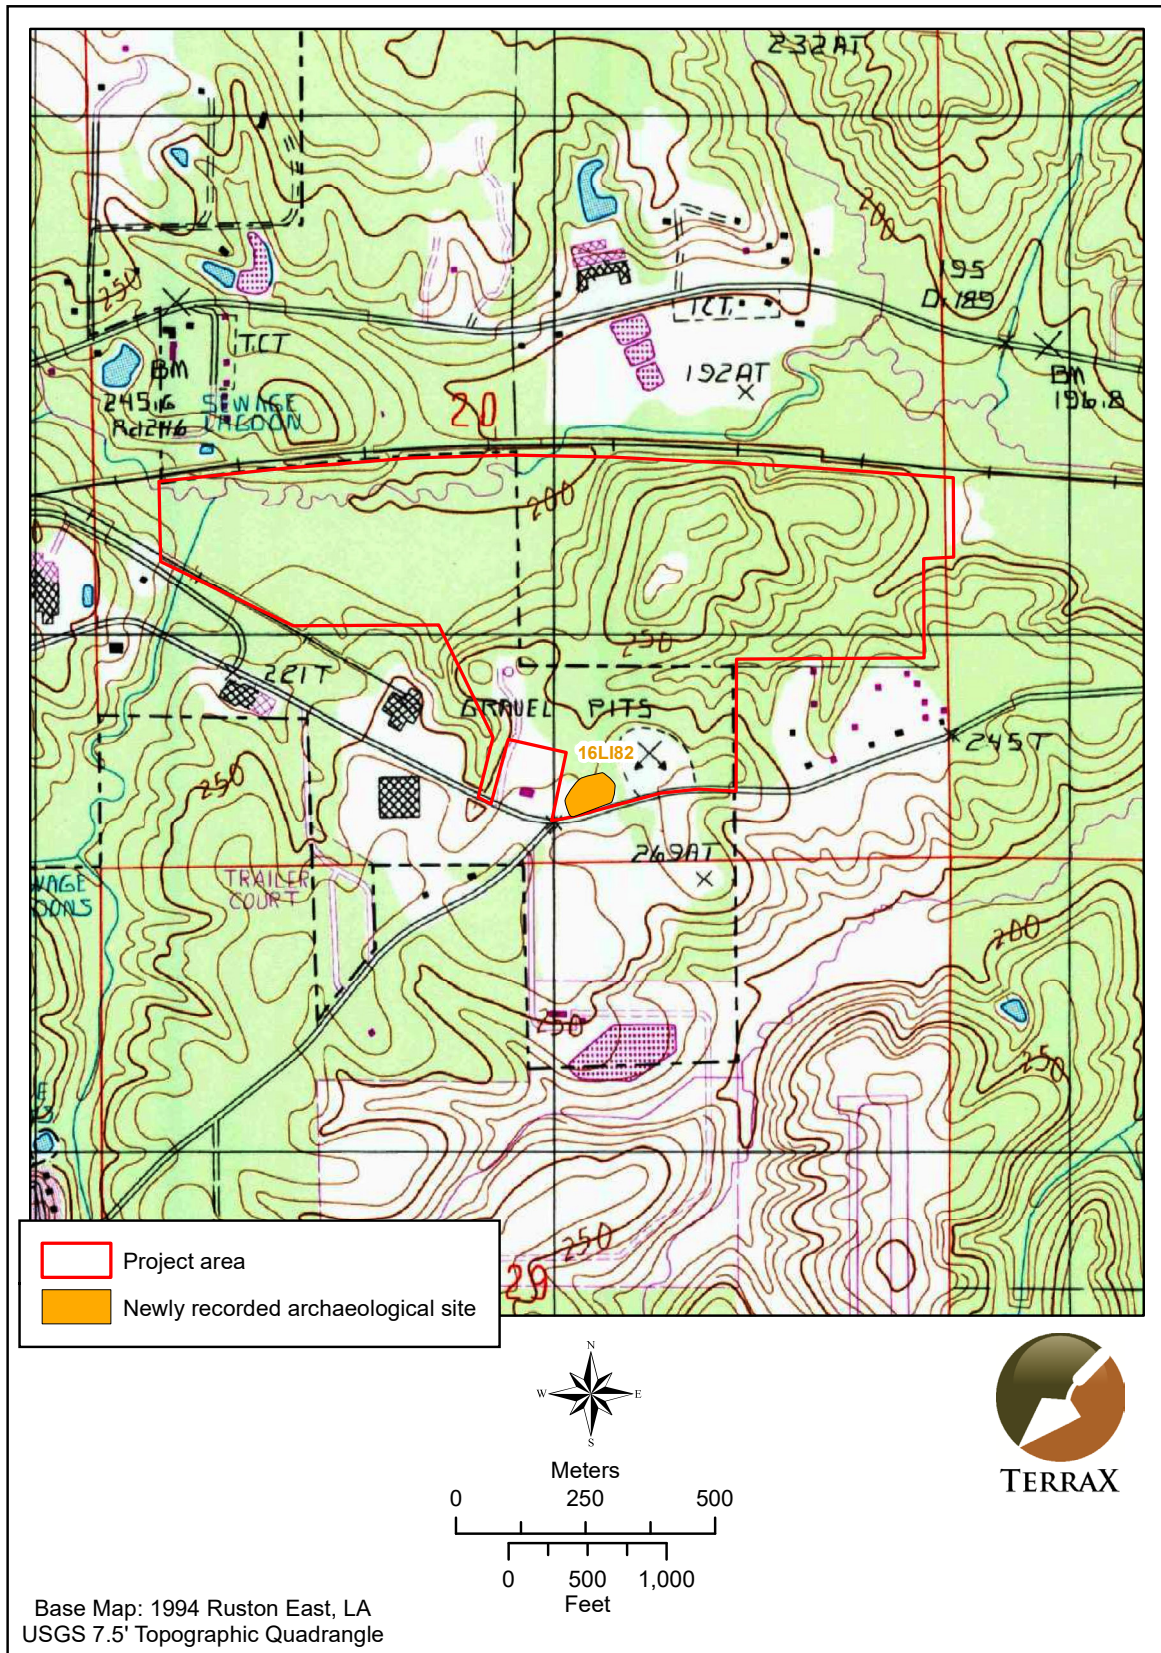 232AT
200
195
D.189
250
T.C.T.
T.C.T
BM
245.6
SEWAGE
LAGOON
192AT
BM
196.8
20
200
250
221T
GRAVEL PITS
16LI82
245T
250
269AT
TRAILER
COURT
200
250
250
250
29
Project area
Newly recorded archaeological site
N
W
E
S
Meters
0 250 500
0 500 1,000
Feet
TERRAX
Base Map: 1994 Ruston East, LA
USGS 7.5' Topographic Quadrangle